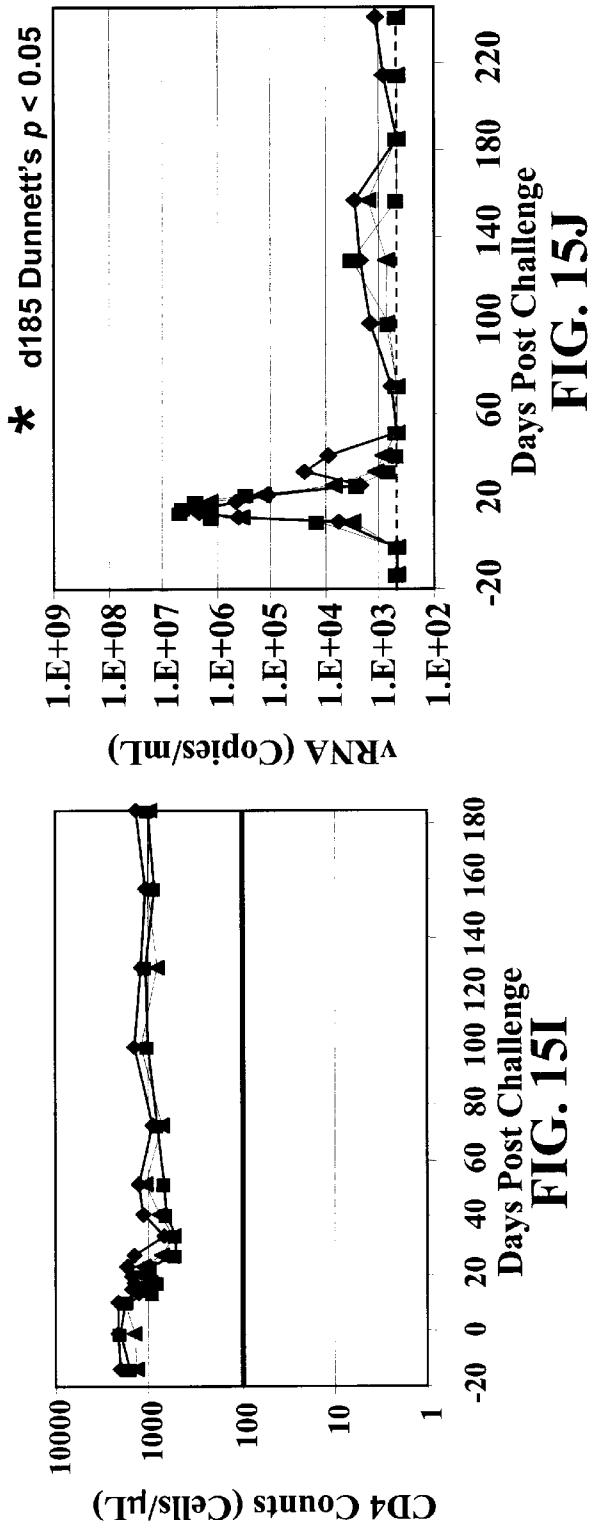 CD4 Counts (Cells/μL)
10000
1000
100
10
1
-20 0 20 40 60 80 100 120 140 160 180
Days Post Challenge
FIG. 15I
* d185 Dunnett's p < 0.05
vRNA (Copies/mL)
1.E+09
1.E+08
1.E+07
1.E+06
1.E+05
1.E+04
1.E+03
1.E+02
-20 20 60 100 140 180 220
Days Post Challenge
FIG. 15J